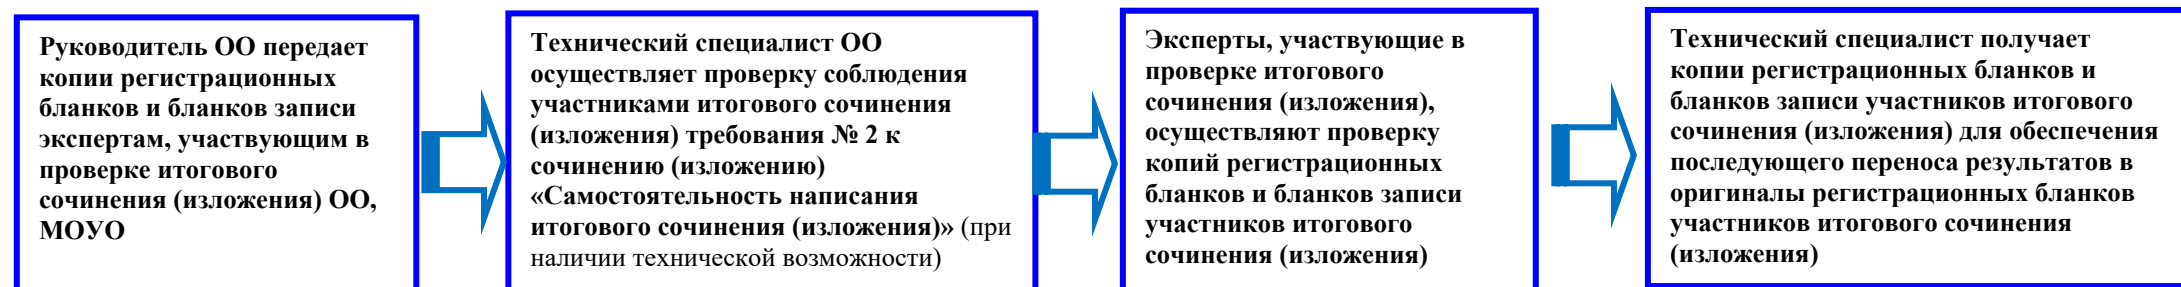 Руководитель ОО передает
копии регистрационных
бланков и бланков записи
экспертам, участвующим в
проверке итогового
сочинения (изложения) ОО,
МОУО
Технический специалист ОО
осуществляет проверку соблюдения
участниками итогового сочинения
(изложения) требования № 2 к
сочинению (изложению)
«Самостоятельность написания
итогового сочинения (изложения)» (при
наличии технической возможности)
Эксперты, участвующие в
проверке итогового
сочинения (изложения),
осуществляют проверку
копий регистрационных
бланков и бланков записи
участников итогового
сочинения (изложения)
Технический специалист получает
копии регистрационных бланков и
бланков записи участников итогового
сочинения (изложения) для обеспечения
последующего переноса результатов в
оригиналы регистрационных бланков
участников итогового сочинения
(изложения)